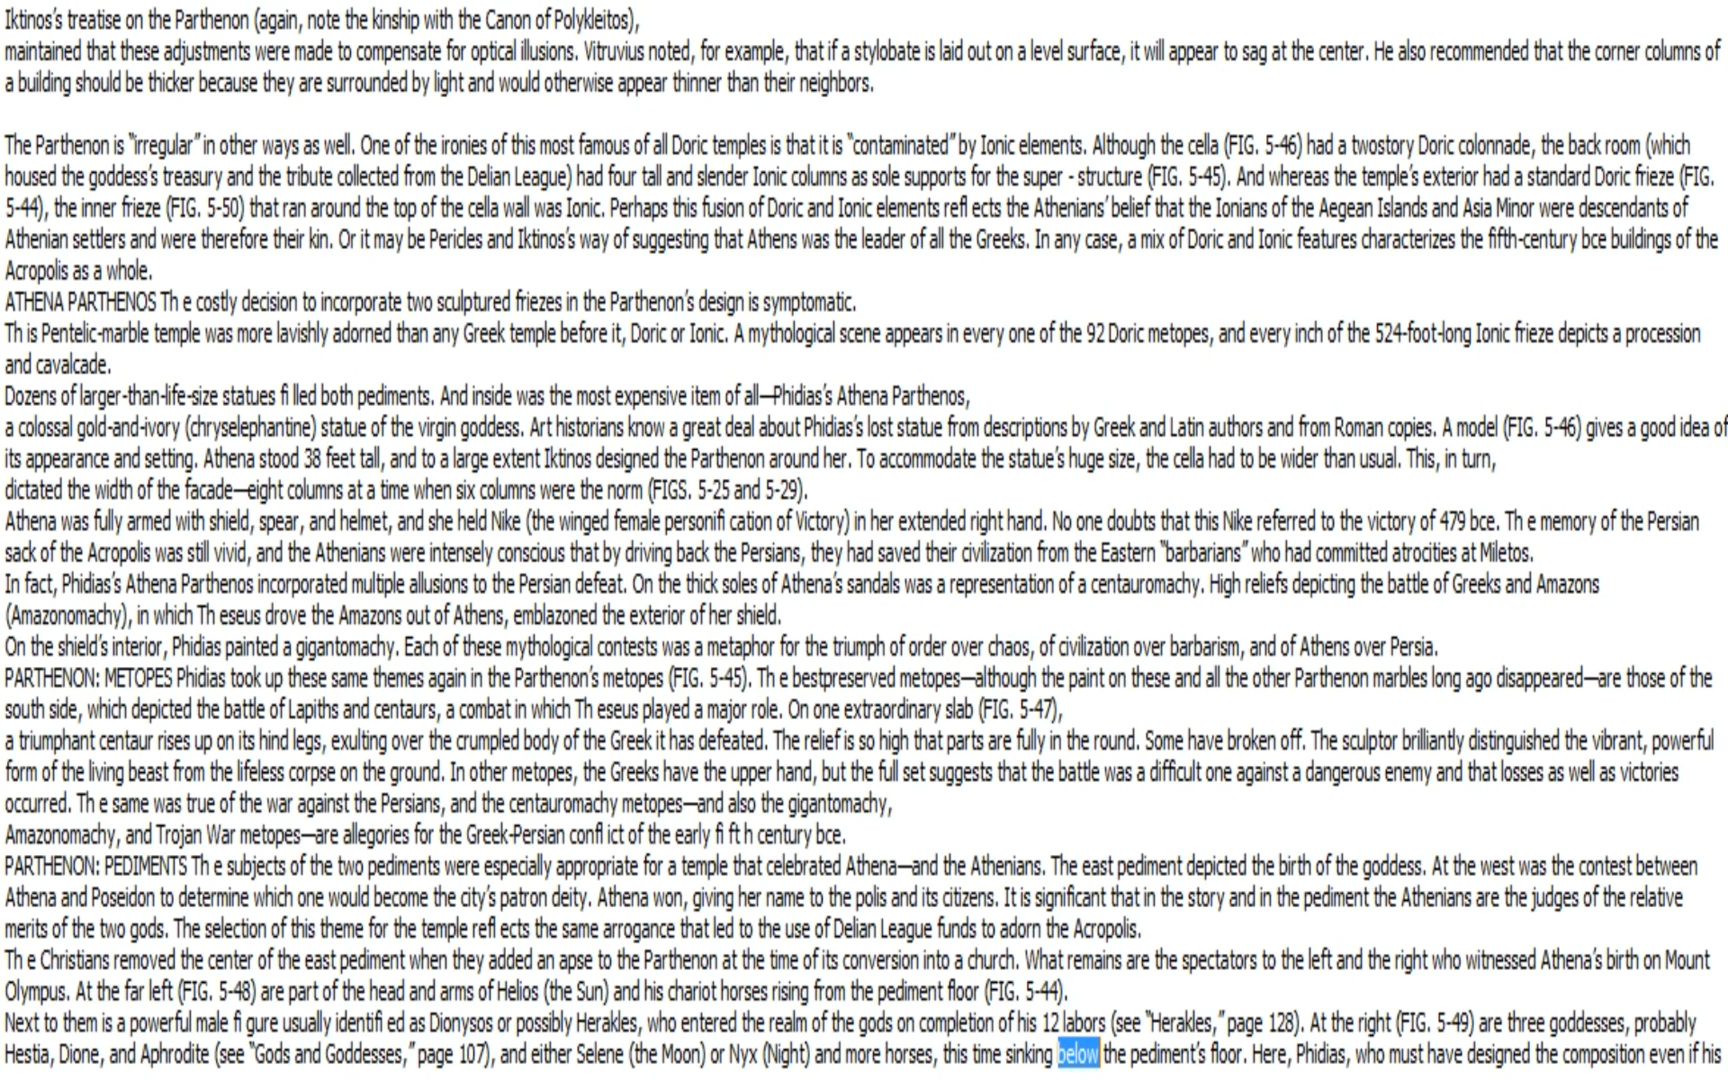 Iktinos’s treatise on the Parthenon (again, note the kinship with the Canon of Polykleitos),
maintained that these adjustments were made to compensate for optical illusions. Vitruvius noted, for example, that if a stylobate is laid out on a level surface, it will appear to sag at the center. He also recommended that the corner columns of
a building should be thicker because they are surrounded by light and would otherwise appear thinner than their neighbors.
The Parthenon is “irregular” in other ways as well. One of the ironies of this most famous of all Doric temples is that it is “contaminated” by Ionic elements. Although the cella (FIG. 5-46) had a twostory Doric colonnade, the back room (which
housed the goddess’s treasury and the tribute collected from the Delian League) had four tall and slender Ionic columns as sole supports for the super - structure (FIG. 5-45). And whereas the temple’s exterior had a standard Doric frieze (FIG.
5-44), the inner frieze (FIG. 5-50) that ran around the top of the cella wall was Ionic. Perhaps this fusion of Doric and Ionic elements refl ects the Athenians’ belief that the Ionians of the Aegean Islands and Asia Minor were descendants of
Athenian settlers and were therefore their kin. Or it may be Pericles and Iktinos’s way of suggesting that Athens was the leader of all the Greeks. In any case, a mix of Doric and Ionic features characterizes the fifth-century bce buildings of the
Acropolis as a whole.
ATHENA PARTHENOS Th e costly decision to incorporate two sculptured friezes in the Parthenon’s design is symptomatic.
Th is Pentelic-marble temple was more lavishly adorned than any Greek temple before it, Doric or Ionic. A mythological scene appears in every one of the 92 Doric metopes, and every inch of the 524-foot-long Ionic frieze depicts a procession
and cavalcade.
Dozens of larger-than-life-size statues fi lled both pediments. And inside was the most expensive item of all—Phidias’s Athena Parthenos,
a colossal gold-and-ivory (chryselephantine) statue of the virgin goddess. Art historians know a great deal about Phidias’s lost statue from descriptions by Greek and Latin authors and from Roman copies. A model (FIG. 5-46) gives a good idea of
its appearance and setting. Athena stood 38 feet tall, and to a large extent Iktinos designed the Parthenon around her. To accommodate the statue’s huge size, the cella had to be wider than usual. This, in turn,
dictated the width of the facade—eight columns at a time when six columns were the norm (FIGS. 5-25 and 5-29).
Athena was fully armed with shield, spear, and helmet, and she held Nike (the winged female personifi cation of Victory) in her extended right hand. No one doubts that this Nike referred to the victory of 479 bce. Th e memory of the Persian
sack of the Acropolis was still vivid, and the Athenians were intensely conscious that by driving back the Persians, they had saved their civilization from the Eastern “barbarians” who had committed atrocities at Miletos.
In fact, Phidias’s Athena Parthenos incorporated multiple allusions to the Persian defeat. On the thick soles of Athena’s sandals was a representation of a centauromachy. High reliefs depicting the battle of Greeks and Amazons
(Amazonomachy), in which Th eseus drove the Amazons out of Athens, emblazoned the exterior of her shield.
On the shield’s interior, Phidias painted a gigantomachy. Each of these mythological contests was a metaphor for the triumph of order over chaos, of civilization over barbarism, and of Athens over Persia.
PARTHENON: METOPES Phidias took up these same themes again in the Parthenon’s metopes (FIG. 5-45). Th e bestpreserved metopes—although the paint on these and all the other Parthenon marbles long ago disappeared—are those of the
south side, which depicted the battle of Lapiths and centaurs, a combat in which Th eseus played a major role. On one extraordinary slab (FIG. 5-47),
a triumphant centaur rises up on its hind legs, exulting over the crumpled body of the Greek it has defeated. The relief is so high that parts are fully in the round. Some have broken off. The sculptor brilliantly distinguished the vibrant, powerful
form of the living beast from the lifeless corpse on the ground. In other metopes, the Greeks have the upper hand, but the full set suggests that the battle was a difficult one against a dangerous enemy and that losses as well as victories
occurred. Th e same was true of the war against the Persians, and the centauromachy metopes—and also the gigantomachy,
Amazonomachy, and Trojan War metopes—are allegories for the Greek-Persian confl ict of the early fi ft h century bce.
PARTHENON: PEDIMENTS Th e subjects of the two pediments were especially appropriate for a temple that celebrated Athena—and the Athenians. The east pediment depicted the birth of the goddess. At the west was the contest between
Athena and Poseidon to determine which one would become the city’s patron deity. Athena won, giving her name to the polis and its citizens. It is significant that in the story and in the pediment the Athenians are the judges of the relative
merits of the two gods. The selection of this theme for the temple refl ects the same arrogance that led to the use of Delian League funds to adorn the Acropolis.
Th e Christians removed the center of the east pediment when they added an apse to the Parthenon at the time of its conversion into a church. What remains are the spectators to the left and the right who witnessed Athena’s birth on Mount
Olympus. At the far left (FIG. 5-48) are part of the head and arms of Helios (the Sun) and his chariot horses rising from the pediment floor (FIG. 5-44).
Next to them is a powerful male fi gure usually identifi ed as Dionysos or possibly Herakles, who entered the realm of the gods on completion of his 12 labors (see “Herakles,” page 128). At the right (FIG. 5-49) are three goddesses, probably
Hestia, Dione, and Aphrodite (see “Gods and Goddesses,” page 107), and either Selene (the Moon) or Nyx (Night) and more horses, this time sinking below the pediment’s floor. Here, Phidias, who must have designed the composition even if his